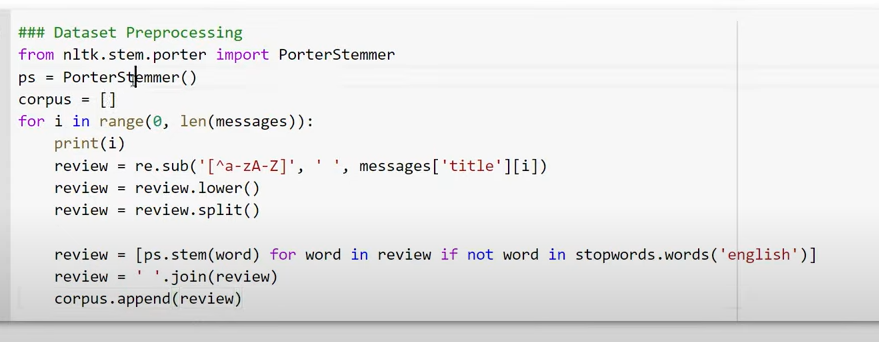 ### Dataset Preprocessing
from nltk.stem.porter import PorterStemmer
ps = PorterStemmer()
corpus = []
for i in range(0, len(messages)):
    print(i)
    review = re.sub('[^a-zA-Z]', ' ', messages['title'][i])
    review = review.lower()
    review = review.split()

    review = [ps.stem(word) for word in review if not word in stopwords.words('english')]
    review = ' '.join(review)
    corpus.append(review)